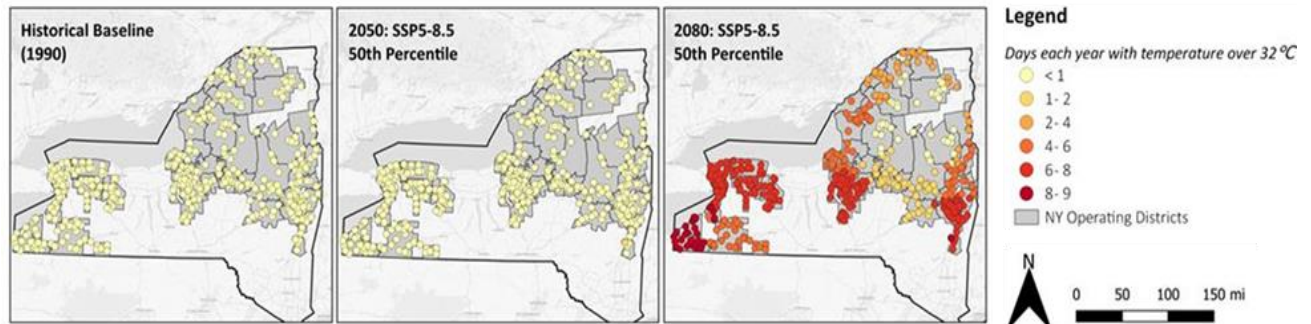 Historical Baseline
(1990)
2050: SSP5-8.5
50th Percentile
2080: SSP5-8.5
50th Percentile
Legend
Days each year with temperature over 32°C
< 1
1- 2
2- 4
4- 6
6- 8
8- 9
NY Operating Districts
N
0 50 100 150 mi